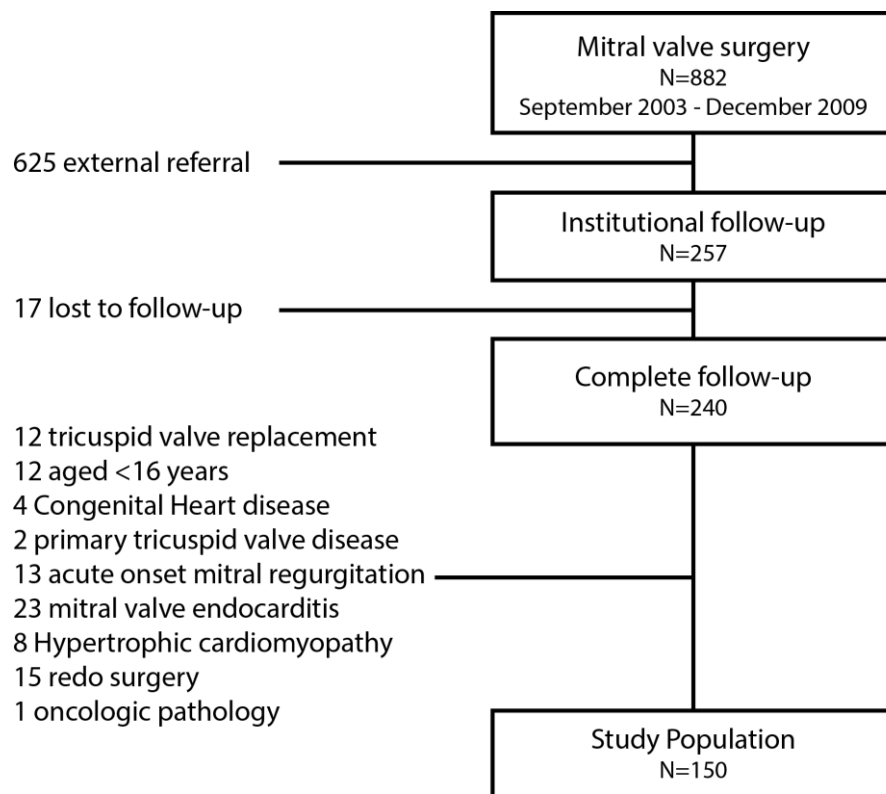 Mitral valve surgery
N=882
September 2003 - December 2009
625 external referral
Institutional follow-up
N=257
17 lost to follow-up
Complete follow-up
N=240
12 tricuspid valve replacement
12 aged <16 years
4 Congenital Heart disease
2 primary tricuspid valve disease
13 acute onset mitral regurgitation
23 mitral valve endocarditis
8 Hypertrophic cardiomyopathy
15 redo surgery
1 oncologic pathology
Study Population
N=150